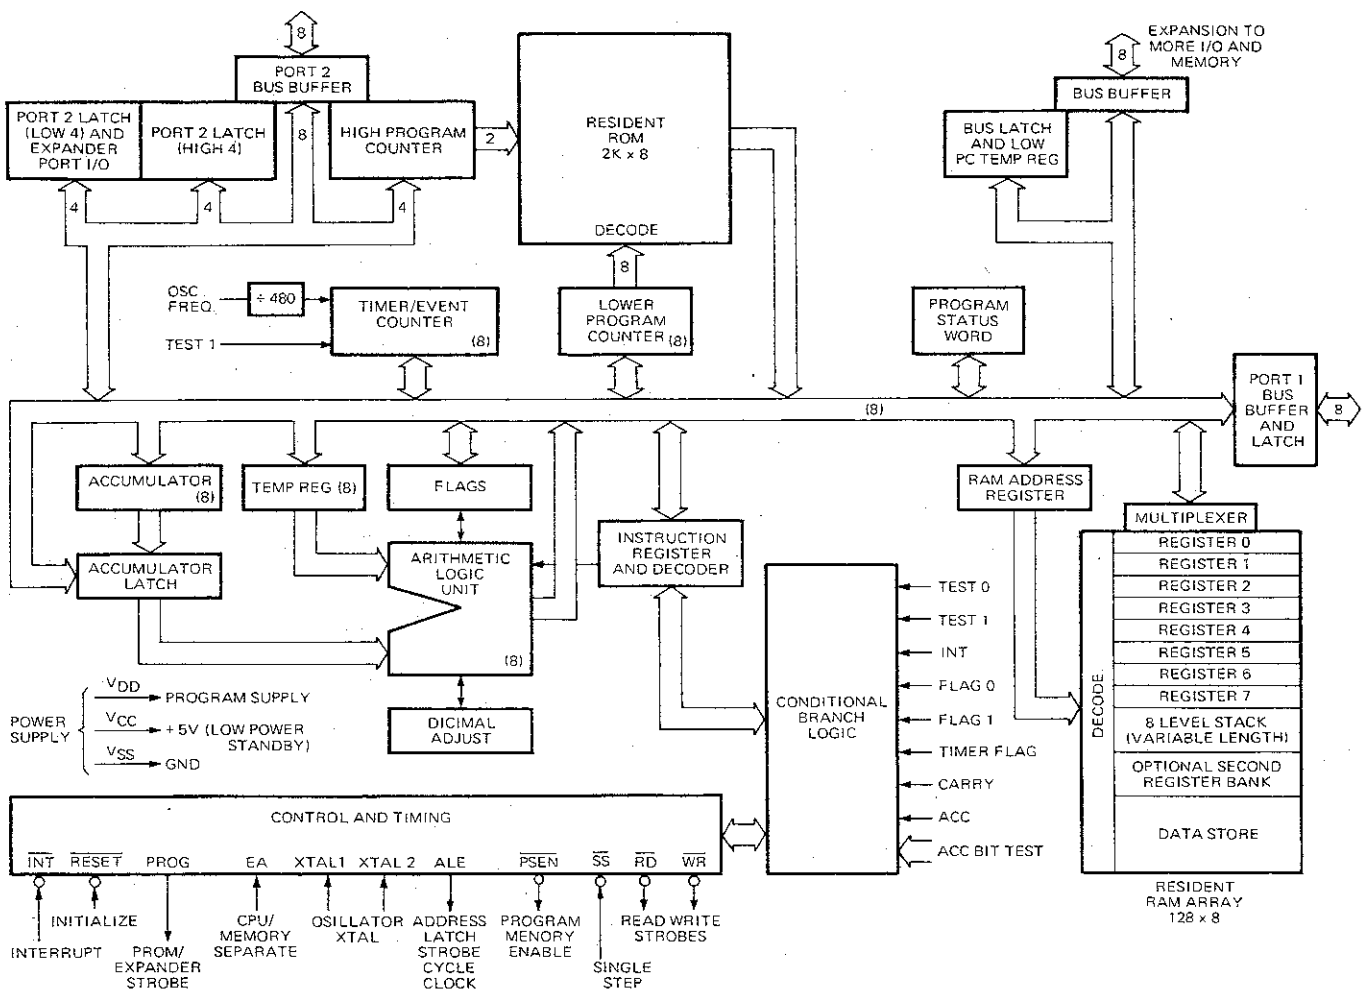 8
PORT 2
BUS BUFFER
PORT 2 LATCH
(LOW 4) AND
EXPANDER
PORT I/O
PORT 2 LATCH
(HIGH 4)
8
HIGH PROGRAM
COUNTER
2
4
4
4
RESIDENT
ROM
2K x 8
DECODE
8
EXPANSION TO
MORE I/O AND
MEMORY
8
BUS BUFFER
BUS LATCH
AND LOW
PC TEMP REG
OSC.
FREQ.
÷ 480
TEST 1
TIMER/EVENT
COUNTER
(8)
LOWER
PROGRAM
COUNTER (8)
PROGRAM
STATUS
WORD
(8)
PORT 1
BUS
BUFFER
AND
LATCH
8
ACCUMULATOR
(8)
TEMP REG (8)
FLAGS
RAM ADDRESS
REGISTER
MULTIPLEXER
ACCUMULATOR
LATCH
ARITHMETIC
LOGIC
UNIT
(8)
INSTRUCTION
REGISTER
AND DECODER
DICIMAL
ADJUST
CONDITIONAL
BRANCH
LOGIC
TEST 0
TEST 1
INT
FLAG 0
FLAG 1
TIMER FLAG
CARRY
ACC
ACC BIT TEST
DECODE
REGISTER 0
REGISTER 1
REGISTER 2
REGISTER 3
REGISTER 4
REGISTER 5
REGISTER 6
REGISTER 7
8 LEVEL STACK
(VARIABLE LENGTH)
OPTIONAL SECOND
REGISTER BANK
DATA STORE
RESIDENT
RAM ARRAY
128 x 8
POWER
SUPPLY
VDD
PROGRAM SUPPLY
VCC
+5V (LOW POWER
STANDBY)
VSS
GND
CONTROL AND TIMING
INT RESET PROG EA XTAL1 XTAL 2 ALE PSEN SS RD WR
INTERRUPT
INITIALIZE
PROM/
EXPANDER
STROBE
CPU/
MEMORY
SEPARATE
OSILLATOR
XTAL
ADDRESS
LATCH
STROBE
CYCLE
CLOCK
PROGRAM
MENORY
ENABLE
SINGLE
STEP
READ WRITE
STROBES